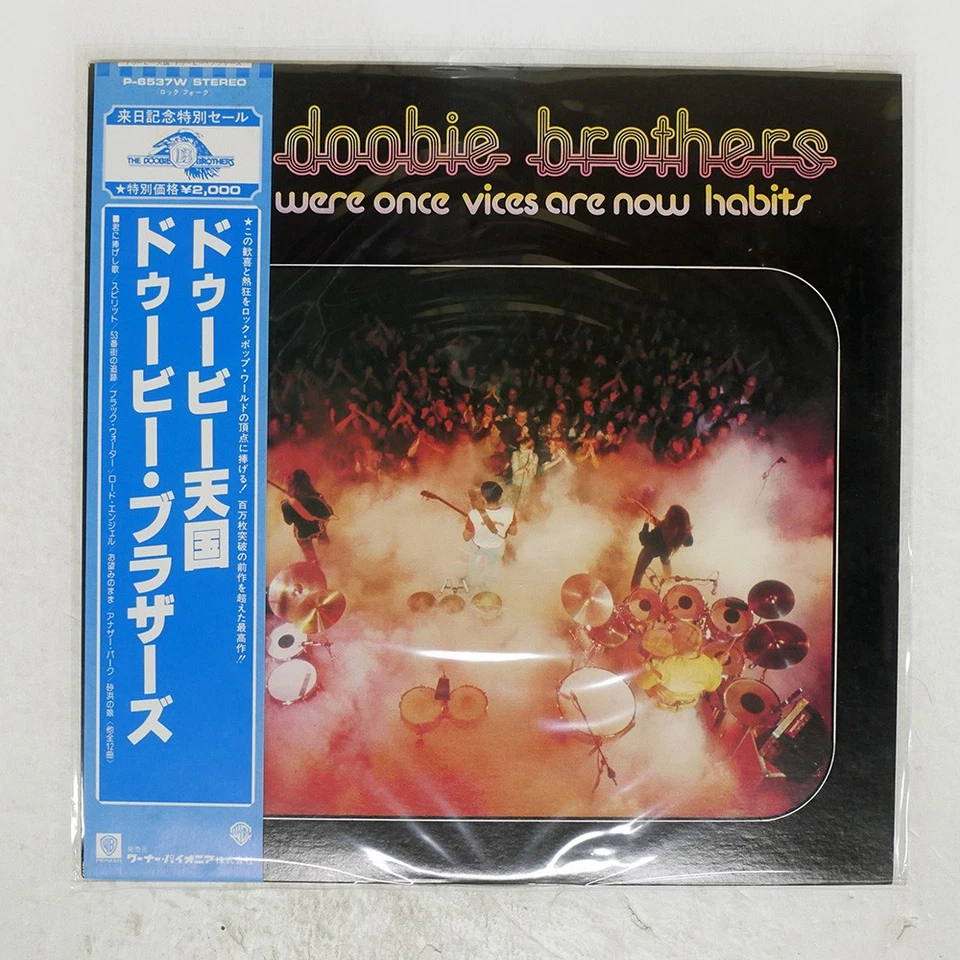 P-6537W STEREO
ロック/フォーク
来日記念特別セール
THE DOOBIE BROTHERS
★特別価格¥2,000
★この歓喜と熱狂をロック・ポップ・ワールドの頂点に捧げる! 百万枚突破の前作を超えた最高作!!
ドゥービー天国
ドゥービー・ブラザーズ
■君に捧げし歌/スピリット/53番街の追跡/ブラック・ウォーター/ロード・エンジェル/お望みのまま/アナザー・パーク/砂浜の娘〈他全12曲〉
PIONEER
発売元
ワーナー・パイオニア株式会社
doobie brothers
were once vices are now habits